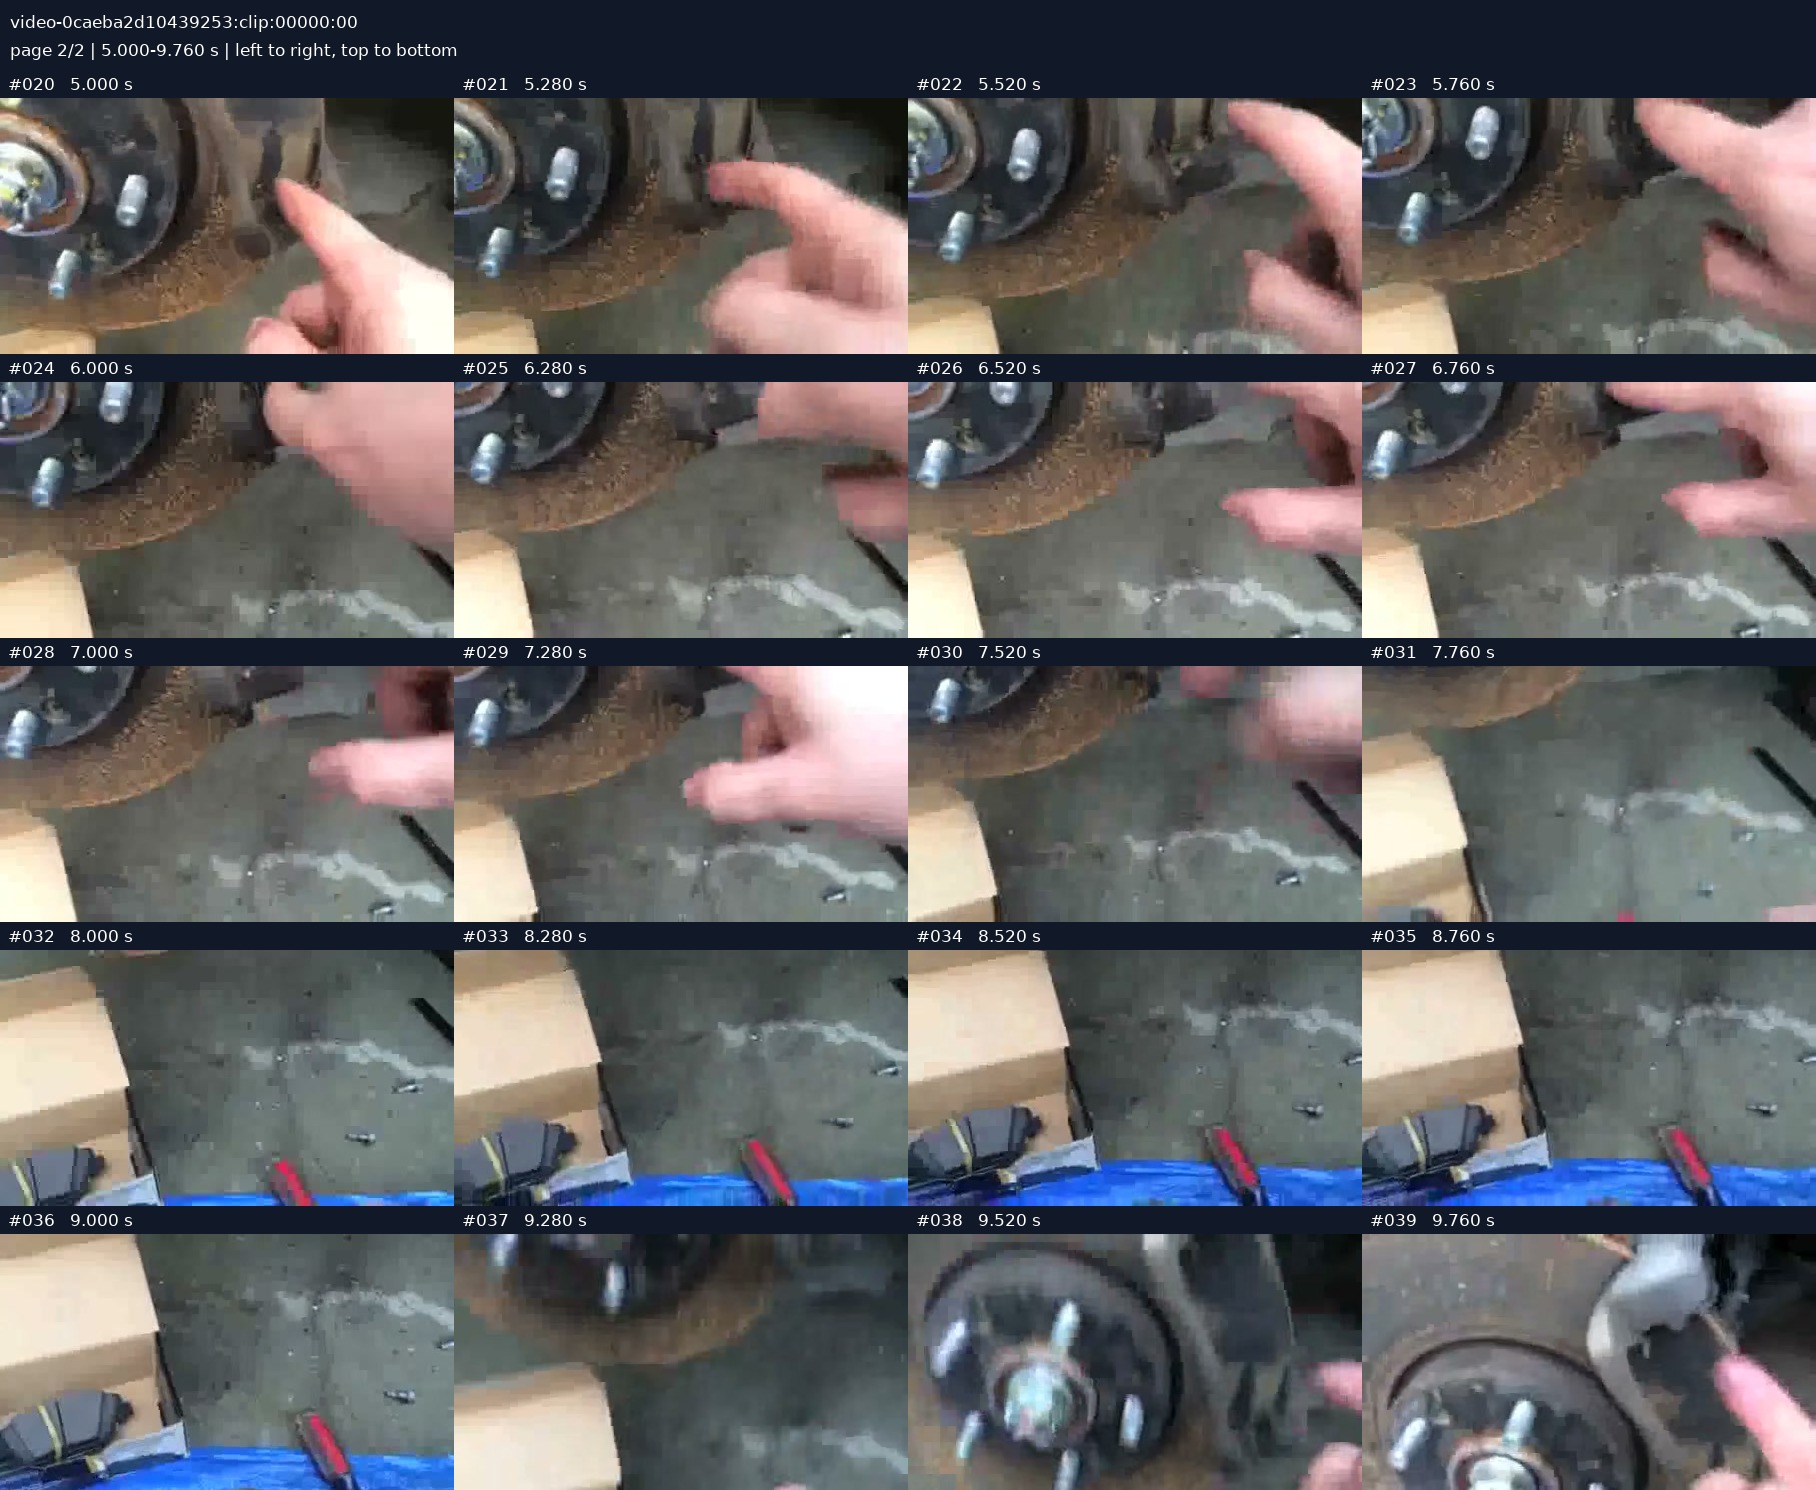 video-0caeba2d10439253:clip:00000:00
page 2/2 | 5.000-9.760 s | left to right, top to bottom
#020 5.000 s
#021 5.280 s
#022 5.520 s
#023 5.760 s
#024 6.000 s
#025 6.280 s
#026 6.520 s
#027 6.760 s
#028 7.000 s
#029 7.280 s
#030 7.520 s
#031 7.760 s
#032 8.000 s
#033 8.280 s
#034 8.520 s
#035 8.760 s
#036 9.000 s
#037 9.280 s
#038 9.520 s
#039 9.760 s